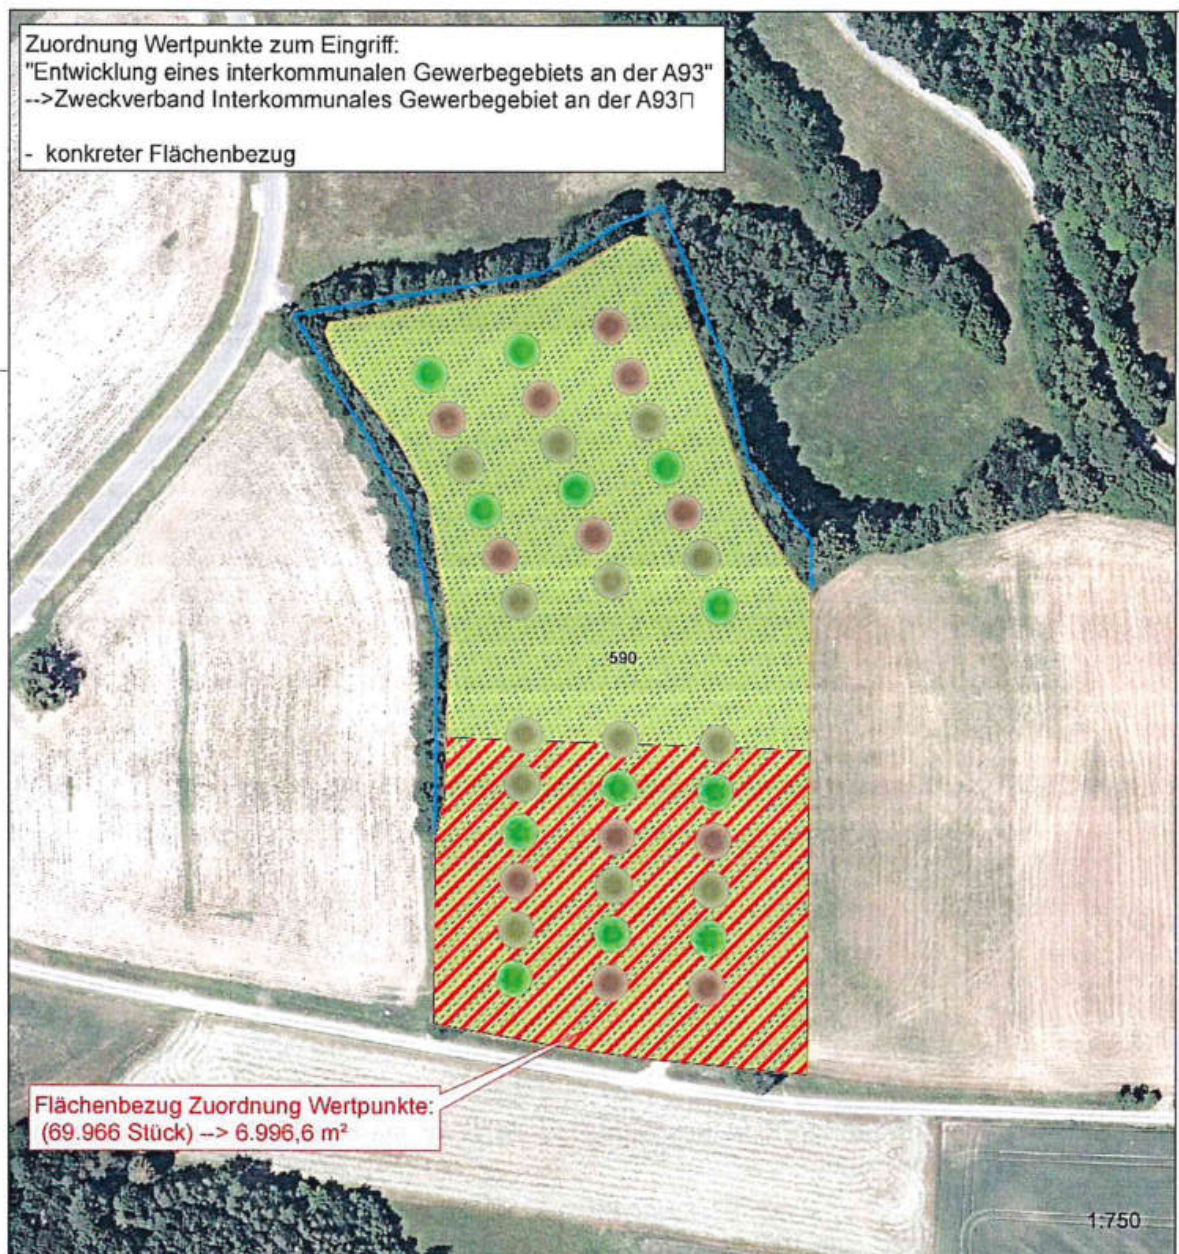 Zuordnung Wertpunkte zum Eingriff:
"Entwicklung eines interkommunalen Gewerbegebiets an der A93"
-->Zweckverband Interkommunales Gewerbegebiet an der A93□
- konkreter Flächenbezug
590
Flächenbezug Zuordnung Wertpunkte:
(69.966 Stück) --> 6.996,6 m²
1:750